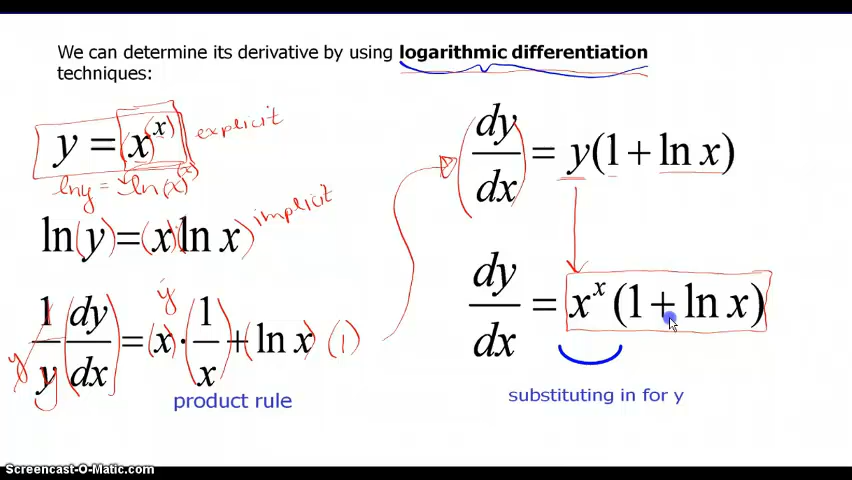 We can determine its derivative by using logarithmic differentiation
techniques:
y = x^x explicit
ln y = ln(x)^(x)
ln(y) = (x)(ln x) implicit
y
1/y (dy/dx) = (x) · (1/x) + (ln x) (1)
y
product rule
dy/dx = y(1 + ln x)
dy/dx = x^x (1 + ln x)
substituting in for y
Screencast-O-Matic.com